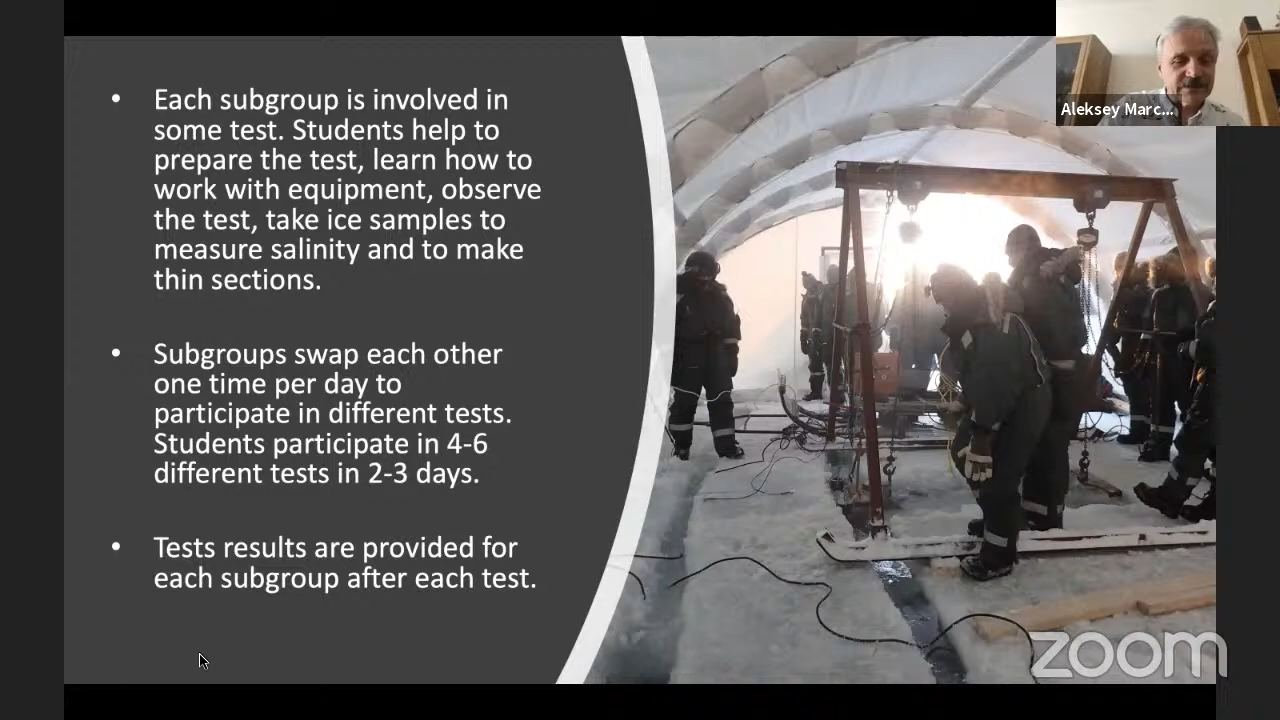 • Each subgroup is involved in
some test. Students help to
prepare the test, learn how to
work with equipment, observe
the test, take ice samples to
measure salinity and to make
thin sections.
• Subgroups swap each other
one time per day to
participate in different tests.
Students participate in 4-6
different tests in 2-3 days.
• Tests results are provided for
each subgroup after each test.
Aleksey Marc...
zoom